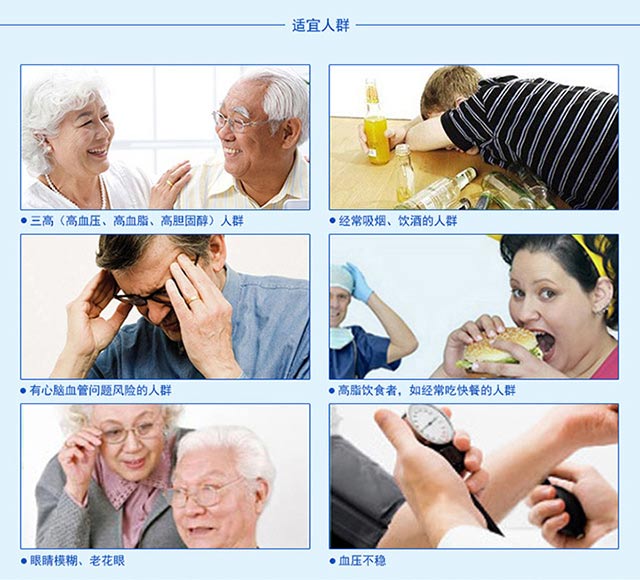 适宜人群
三高（高血压、高血脂、高胆固醇）人群
经常吸烟、饮酒的人群
有心脑血管问题风险的人群
高脂饮食者，如经常吃快餐的人群
眼睛模糊、老花眼
血压不稳